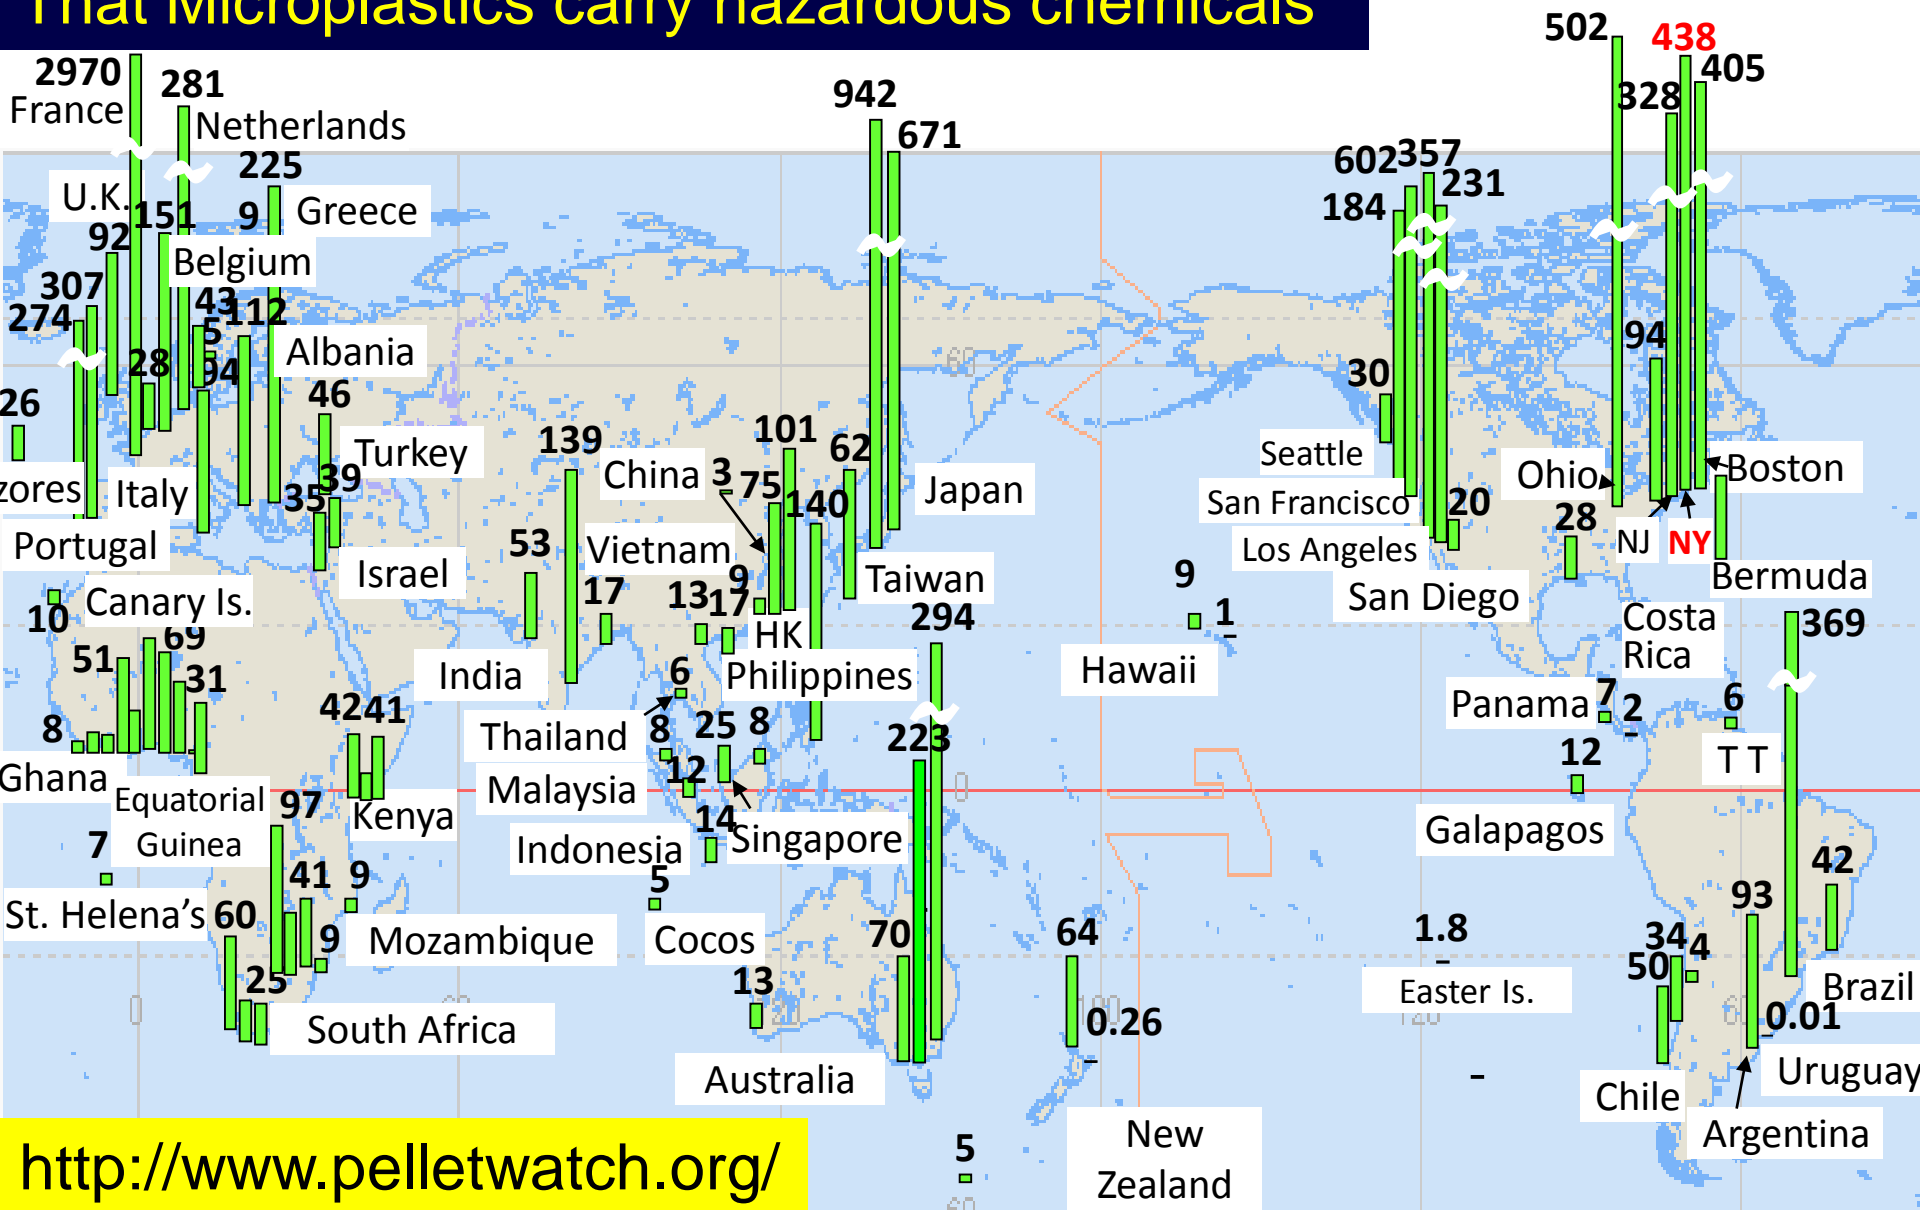 That Microplastics carry hazardous chemicals
2970
France
281
Netherlands
225
9
Greece
U.K.
151
92
Belgium
307
274
43
5
112
Albania
28
94
26
46
Turkey
39
35
zores
Italy
Portugal
Israel
10
Canary Is.
942
671
139
101
62
China
3
75
140
Japan
53
Vietnam
9
17
13
17
Taiwan
HK
294
India
Philippines
6
Thailand
8
25
8
223
12
Malaysia
14
Singapore
Indonesia
5
Cocos
69
51
31
8
42
41
Ghana
Equatorial
Guinea
97
Kenya
7
St. Helena's
60
41
9
9
Mozambique
25
South Africa
70
13
Australia
64
0.26
New
Zealand
5
9
1
Hawaii
1.8
Easter Is.
502
438
405
328
602
357
231
184
94
30
Seattle
San Francisco
20
Los Angeles
San Diego
Ohio
Boston
28
NJ
NY
Bermuda
Costa
Rica
369
Panama
7
2
6
T T
12
Galapagos
42
93
34
4
50
Brazil
0.01
Uruguay
Chile
Argentina
60
0
0
60
120
60
http://www.pelletwatch.org/